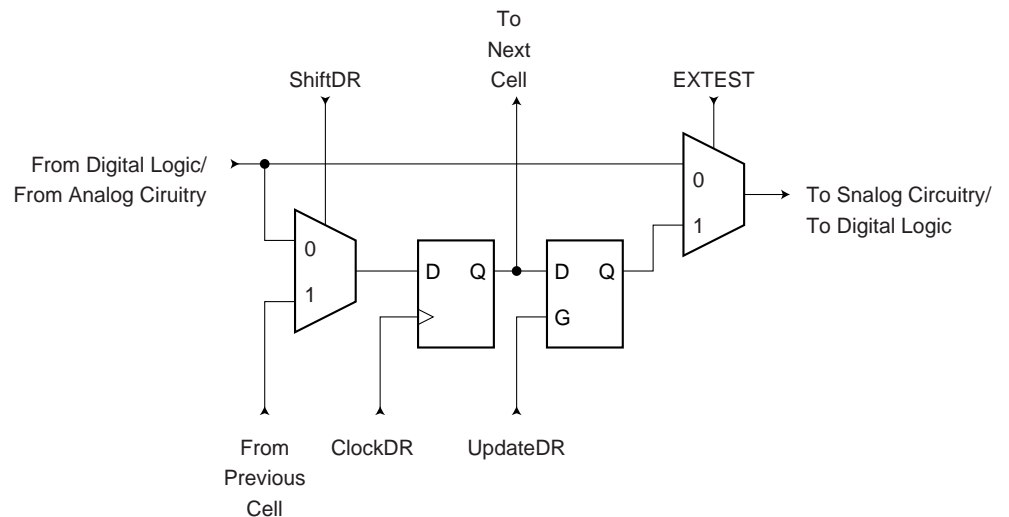 To
Next
Cell
ShiftDR
EXTEST
From Digital Logic/
From Analog Ciruitry
0
1
D Q
D Q
G
0
1
To Snalog Circuitry/
To Digital Logic
From
Previous
Cell
ClockDR
UpdateDR